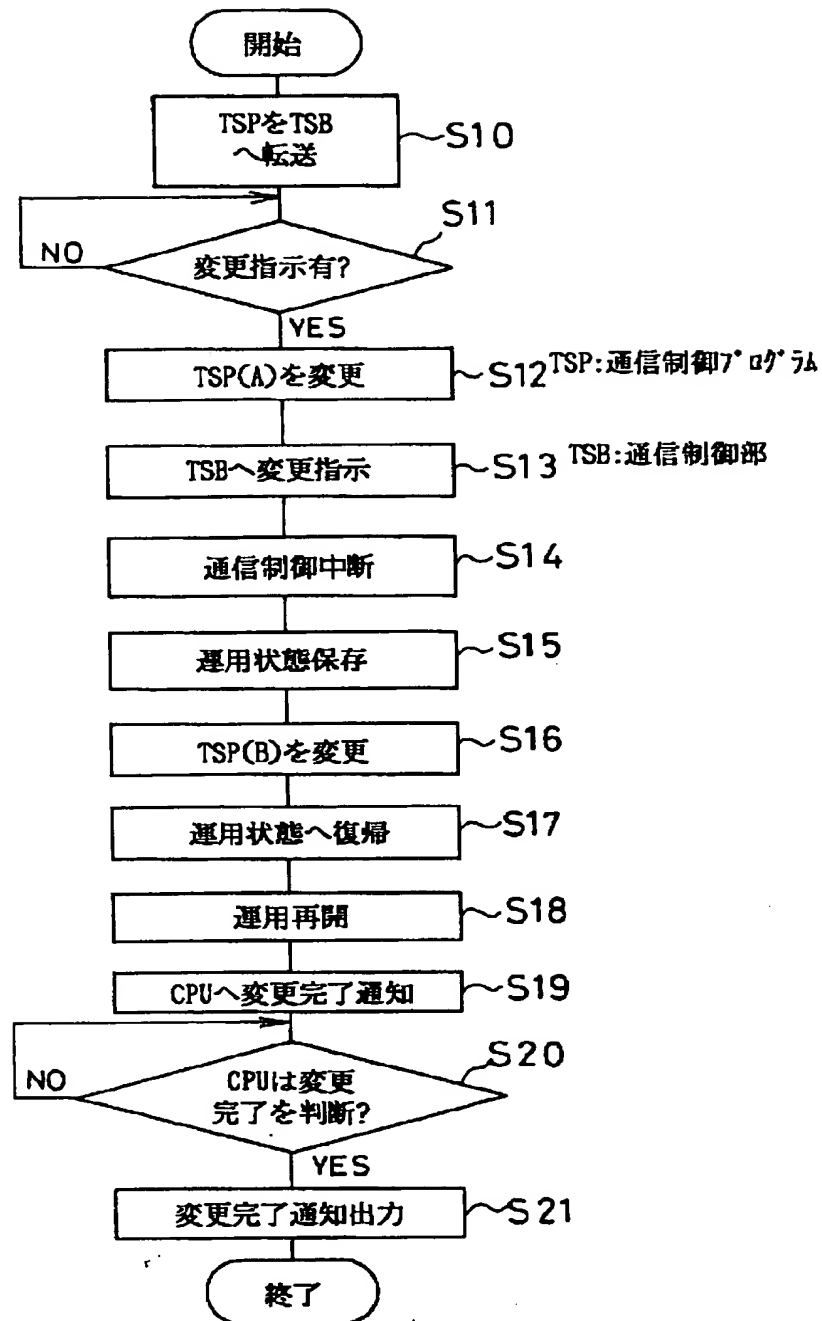 開始
TSPをTSB
へ転送
S10
S11
NO
変更指示有?
YES
TSP(A)を変更
S12
TSP:通信制御ﾌﾟﾛｸﾞﾗﾑ
TSBへ変更指示
S13
TSB:通信制御部
通信制御中断
S14
運用状態保存
S15
TSP(B)を変更
S16
運用状態へ復帰
S17
運用再開
S18
CPUへ変更完了通知
S19
S20
NO
CPUは変更
完了を判断?
YES
変更完了通知出力
S21
終了